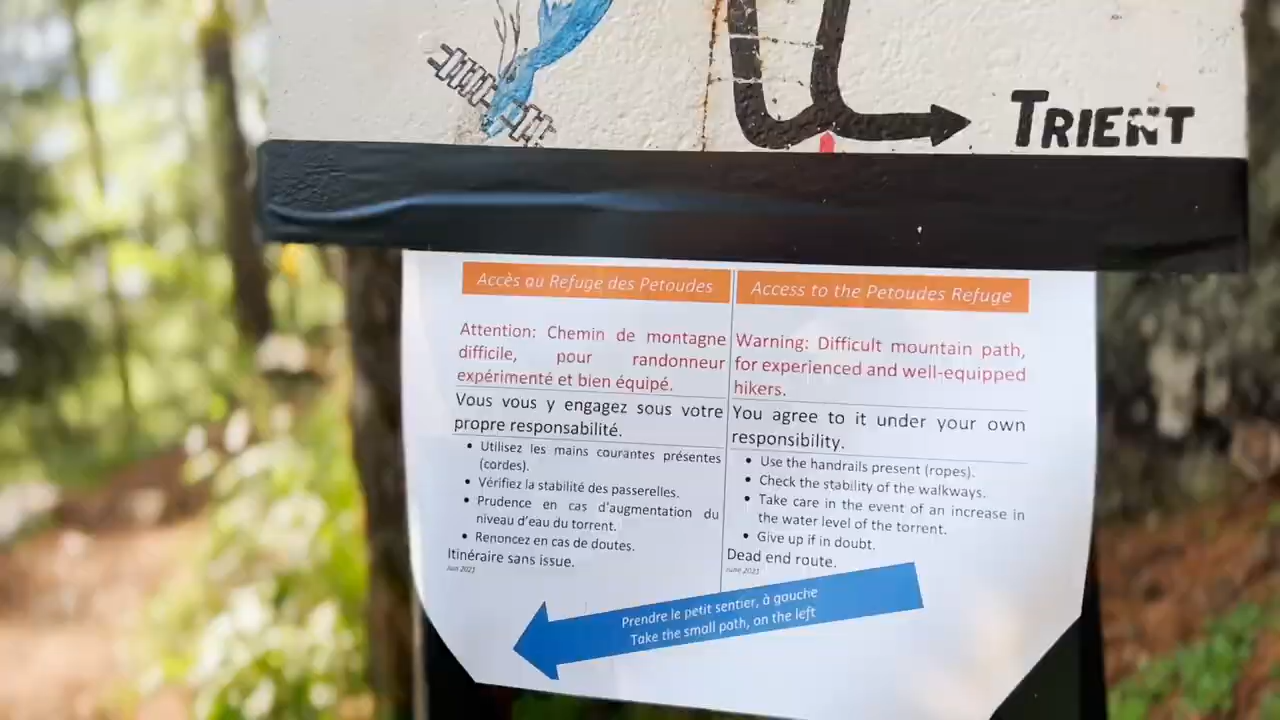 TRIENT
Accès au Refuge des Petoudes
Attention: Chemin de montagne
difficile, pour randonneur
expérimenté et bien équipé.
Vous vous y engagez sous votre
propre responsabilité.
• Utilisez les mains courantes présentes
(cordes).
• Vérifiez la stabilité des passerelles.
• Prudence en cas d'augmentation du
niveau d'eau du torrent.
• Renoncez en cas de doutes.
Itinéraire sans issue.
Juin 2021
Access to the Petoudes Refuge
Warning: Difficult mountain path,
for experienced and well-equipped
hikers.
You agree to it under your own
responsibility.
• Use the handrails present (ropes).
• Check the stability of the walkways.
• Take care in the event of an increase in
the water level of the torrent.
• Give up if in doubt.
Dead end route.
June 2021
Prendre le petit sentier, à gauche
Take the small path, on the left